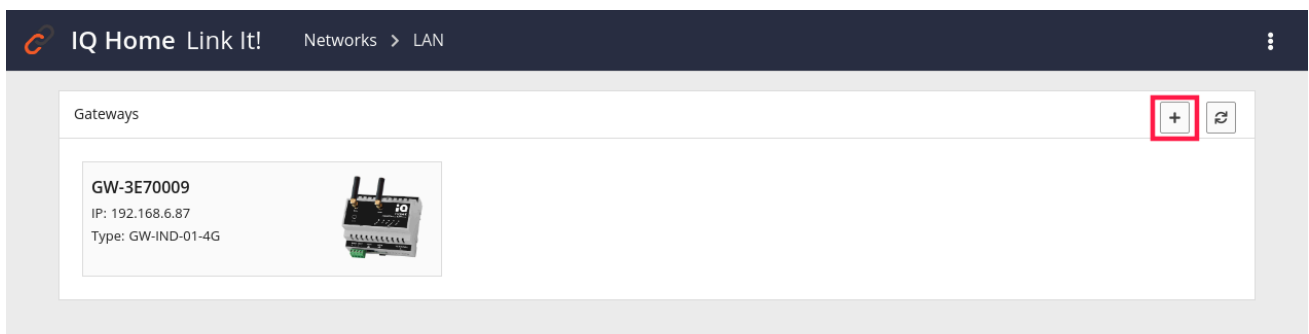 IQ Home Link It! Networks > LAN
Gateways
GW-3E70009
IP: 192.168.6.87
Type: GW-IND-01-4G
iQ